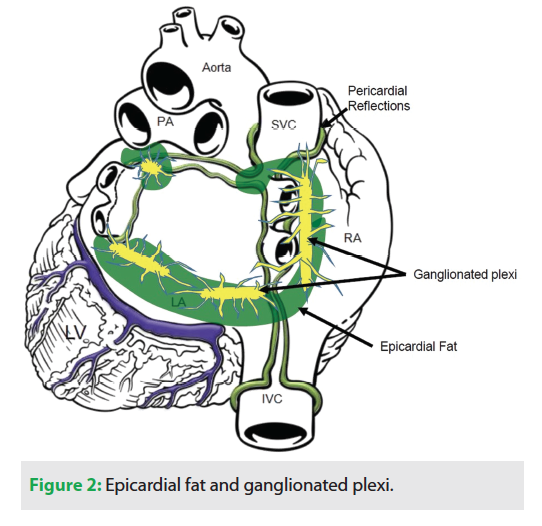 Aorta
PA
SVC
Pericardial
Reflections
RA
Ganglionated plexi
LA
Epicardial Fat
LV
IVC
Figure 2: Epicardial fat and ganglionated plexi.